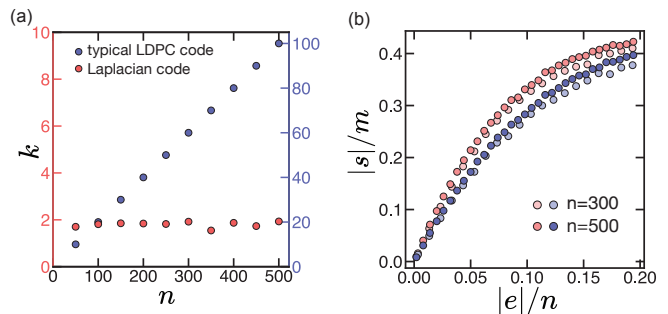 (a)
typical LDPC code
Laplacian code
10
8
6
4
2
0
k
100
80
60
40
20
0
0 100 200 300 400 500
n
(b)
|s|/m
0.4
0.2
0.1
0.0
n=300
n=500
0.00 0.05 0.10 0.15 0.20
|e|/n